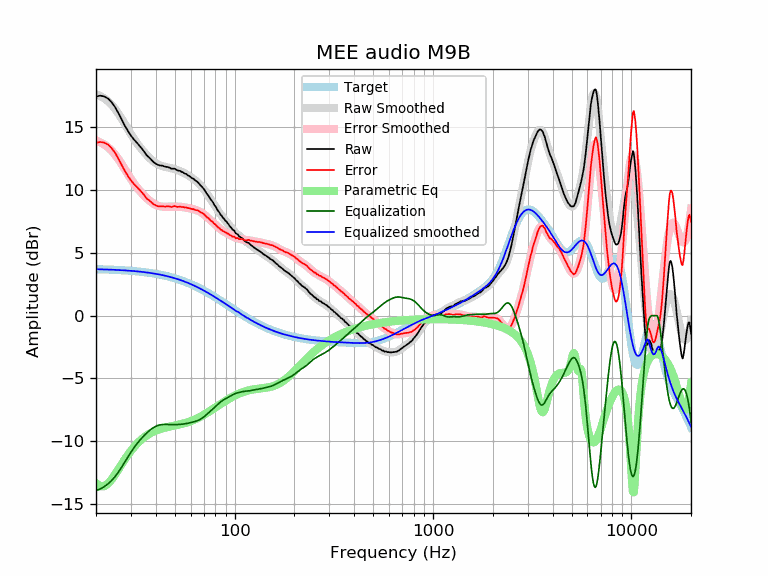 MEE audio M9B
Target
Raw Smoothed
Error Smoothed
Raw
Error
Parametric Eq
Equalization
Equalized smoothed
15
10
5
0
−5
−10
−15
Amplitude (dBr)
100 1000 10000
Frequency (Hz)